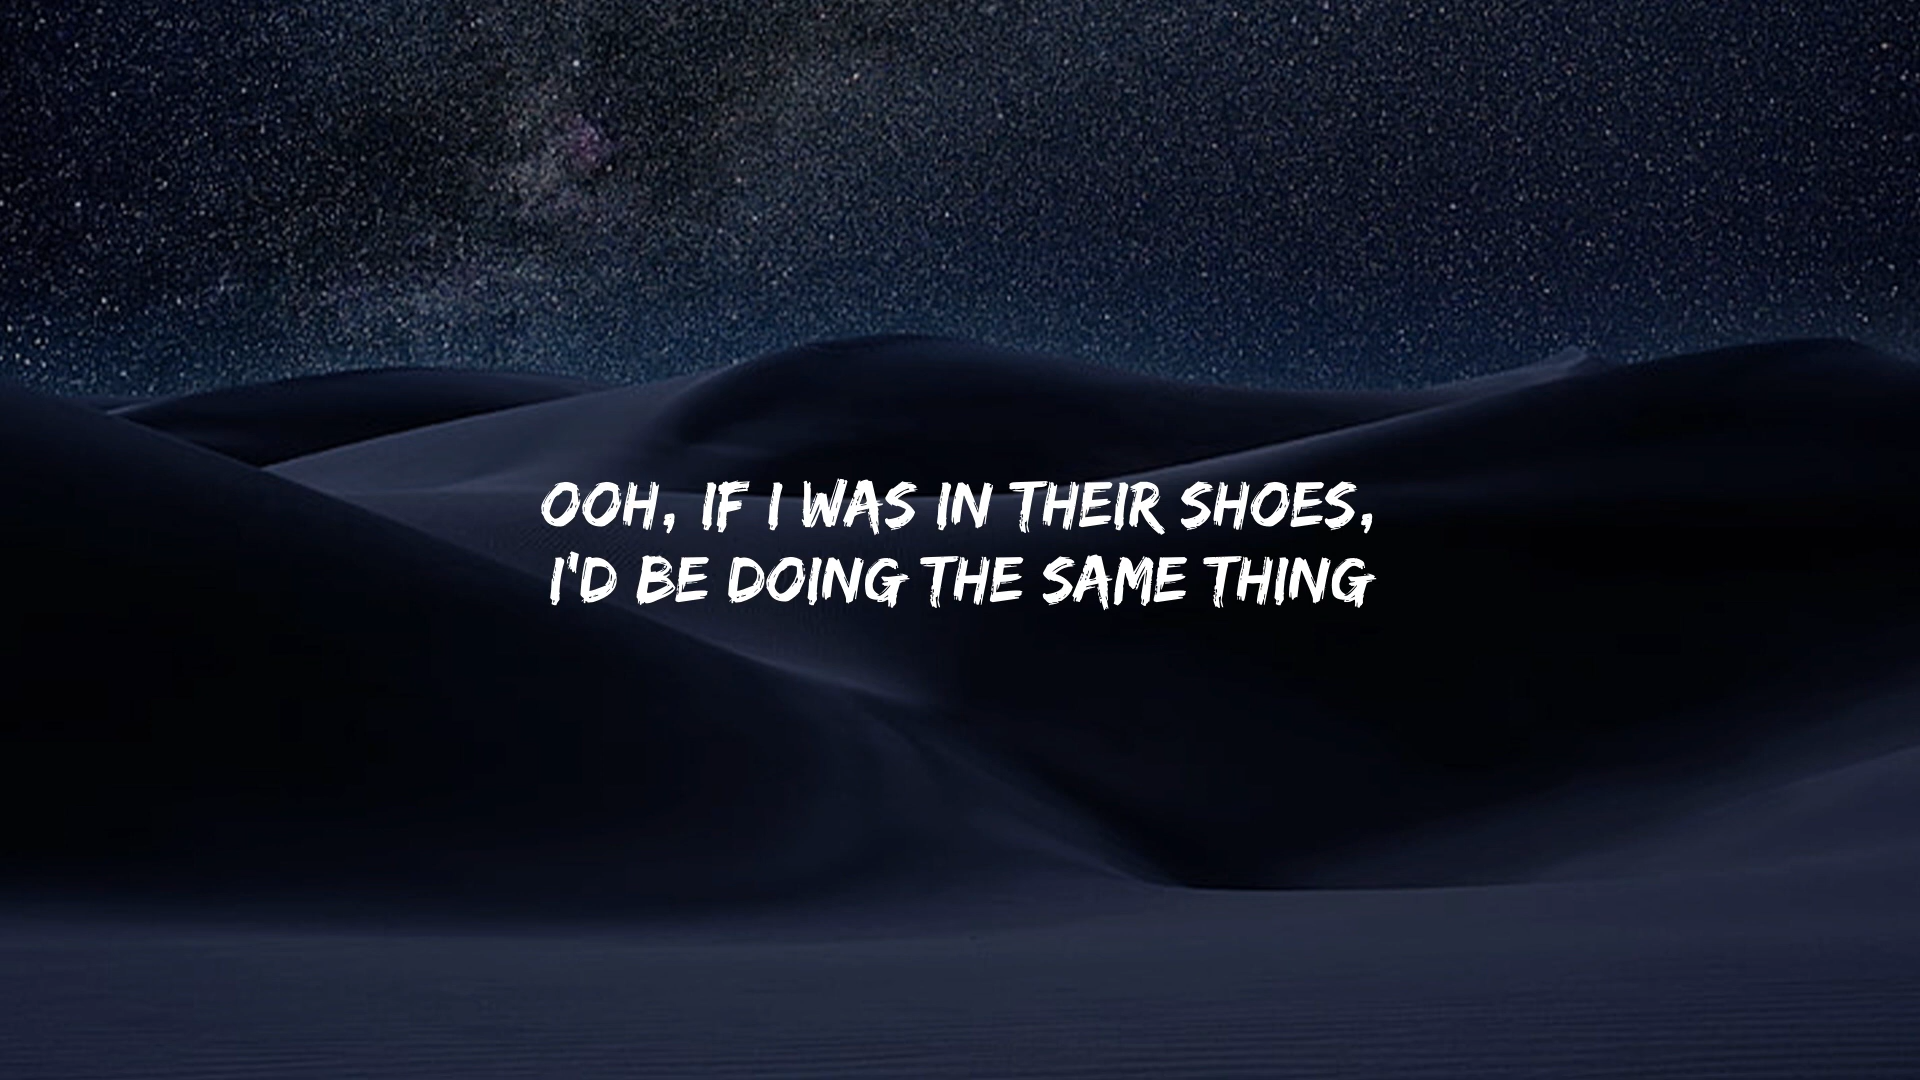 OOH, IF I WAS IN THEIR SHOES,
I'D BE DOING THE SAME THING